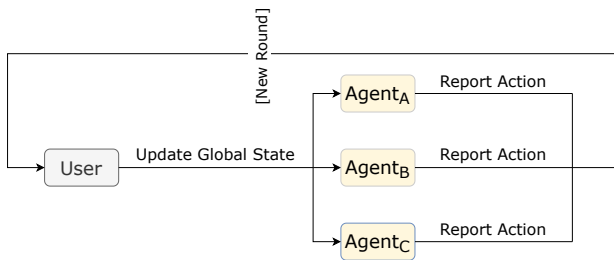 [New Round]
Agent_A
Report Action
User
Update Global State
Agent_B
Report Action
Agent_C
Report Action